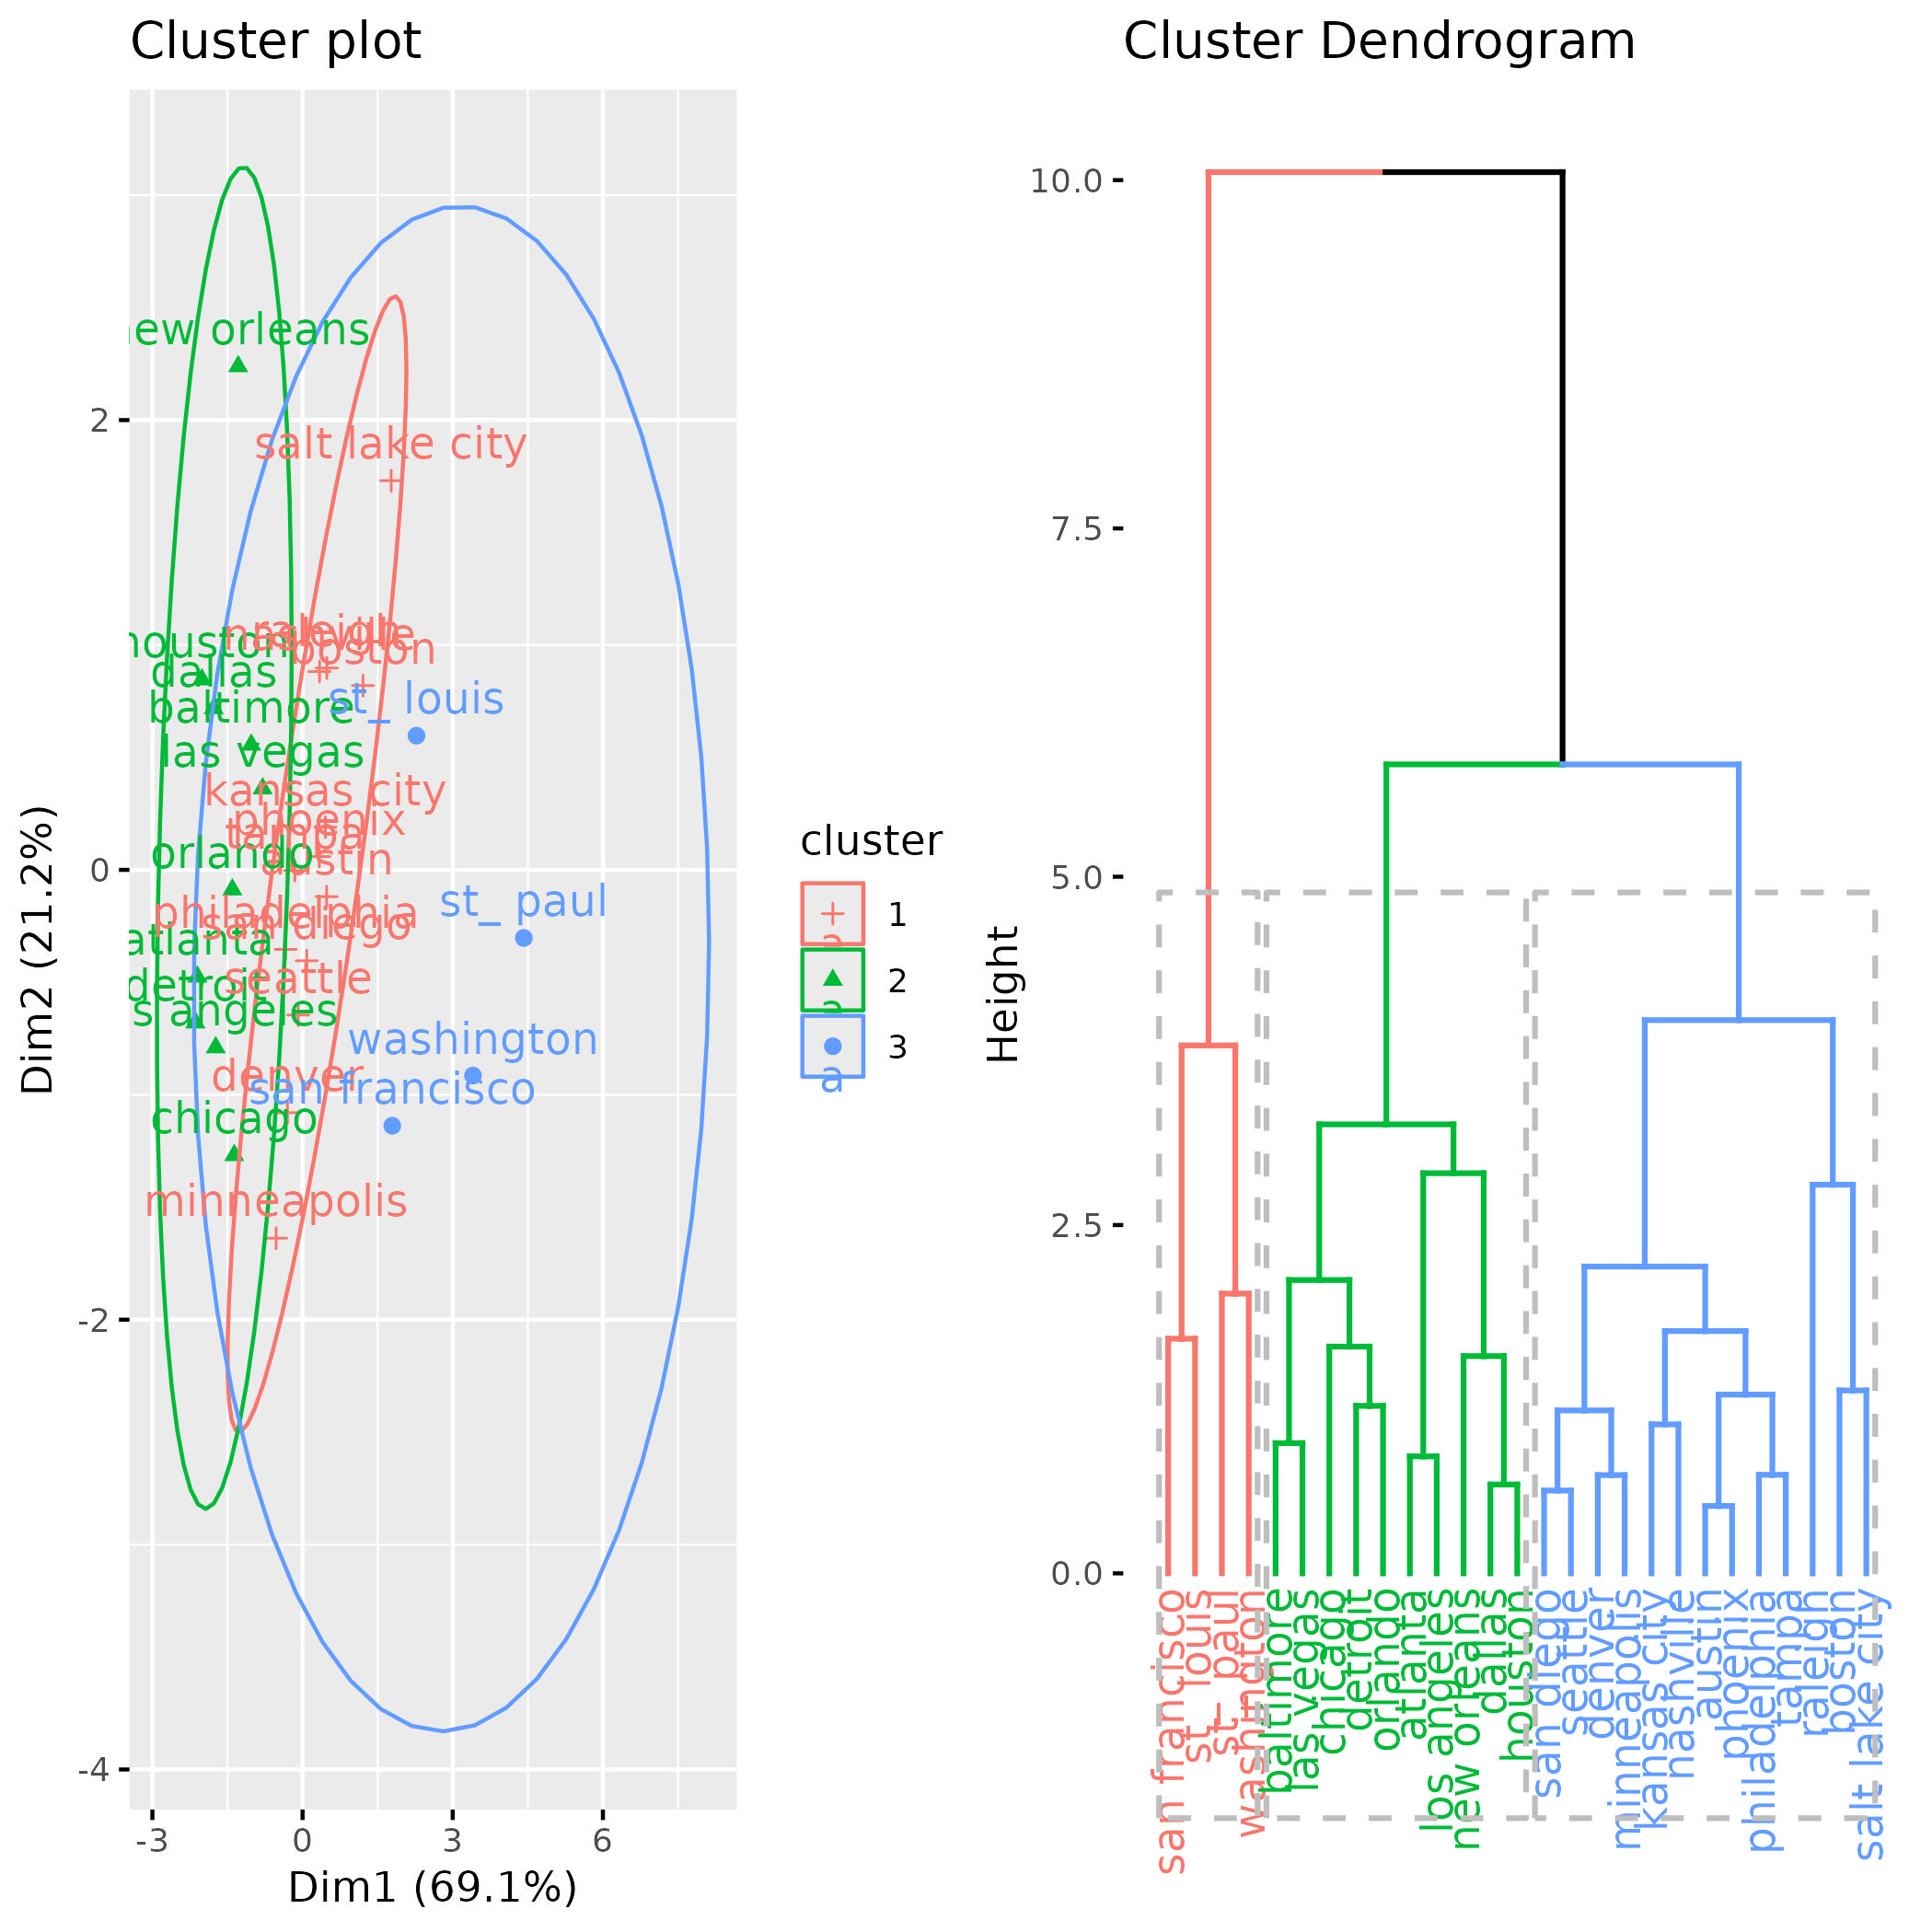 Cluster plot
ew orleans
salt lake city
raleigh
nashville
houston
boston
dallas
st_ louis
baltimore
las vegas
kansas city
phoenix
tampa
orlando
austin
st_ paul
philadelphia
san diego
atlanta
seattle
detroit
s angeles
washington
denver
san francisco
chicago
minneapolis
2
0
-2
-4
-3
0
3
6
Dim1 (69.1%)
Dim2 (21.2%)
cluster
a
1
a
2
a
3
Cluster Dendrogram
10.0
7.5
5.0
2.5
0.0
Height
san francisco
st_ louis
st_ paul
washington
baltimore
las vegas
chicago
detroit
orlando
atlanta
los angeles
new orleans
dallas
houston
san diego
seattle
denver
minneapolis
kansas city
nashville
austin
phoenix
philadelphia
tampa
raleigh
boston
salt lake city